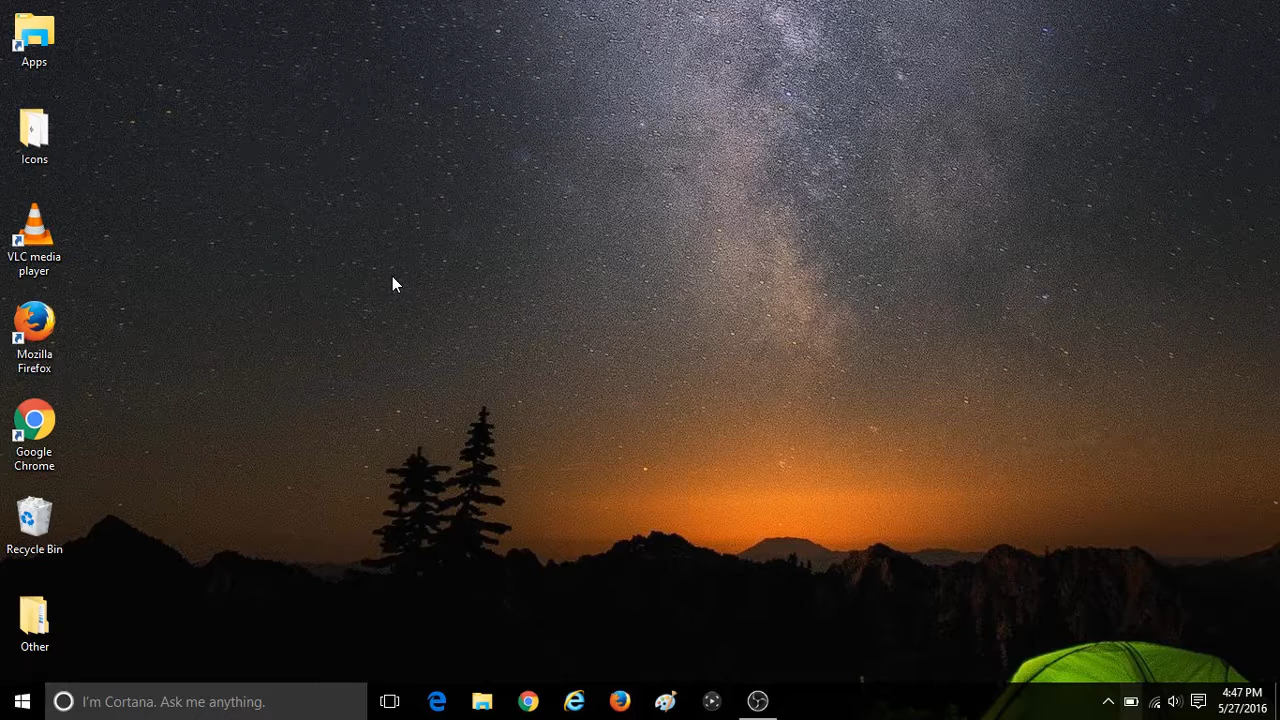 Apps
Icons
VLC media
player
Mozilla
Firefox
Google
Chrome
Recycle Bin
Other
I'm Cortana. Ask me anything.
4:47 PM
5/27/2016